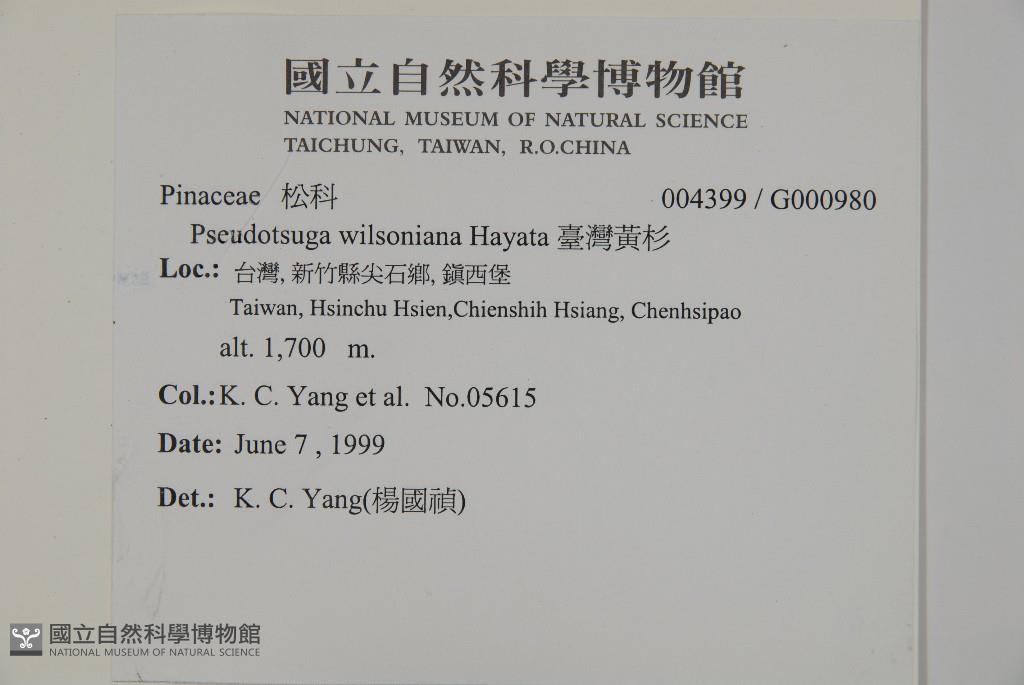 國立自然科學博物館
NATIONAL MUSEUM OF NATURAL SCIENCE
TAICHUNG, TAIWAN, R.O.CHINA
Pinaceae 松科 004399 / G000980
Pseudotsuga wilsoniana Hayata 臺灣黃杉
Loc.: 台灣, 新竹縣尖石鄉, 鎮西堡
Taiwan, Hsinchu Hsien,Chienshih Hsiang, Chenhsipao
alt. 1,700 m.
Col.: K. C. Yang et al. No.05615
Date: June 7 , 1999
Det.: K. C. Yang(楊國禎)
國立自然科學博物館
NATIONAL MUSEUM OF NATURAL SCIENCE